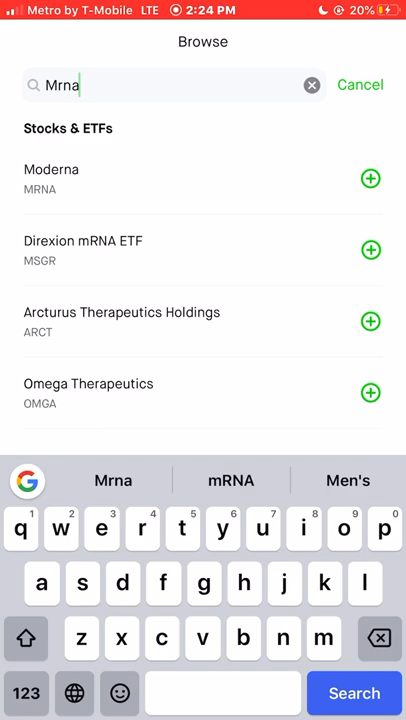 Metro by T-Mobile LTE 2:24 PM 20%
Browse
Mrna Cancel
Stocks & ETFs
Moderna
MRNA
Direxion mRNA ETF
MSGR
Arcturus Therapeutics Holdings
ARCT
Omega Therapeutics
OMGA
G Mrna mRNA Men's
1 2 3 4 5 6 7 8 9 0
q w e r t y u i o p
a s d f g h j k l
z x c v b n m
123 Search